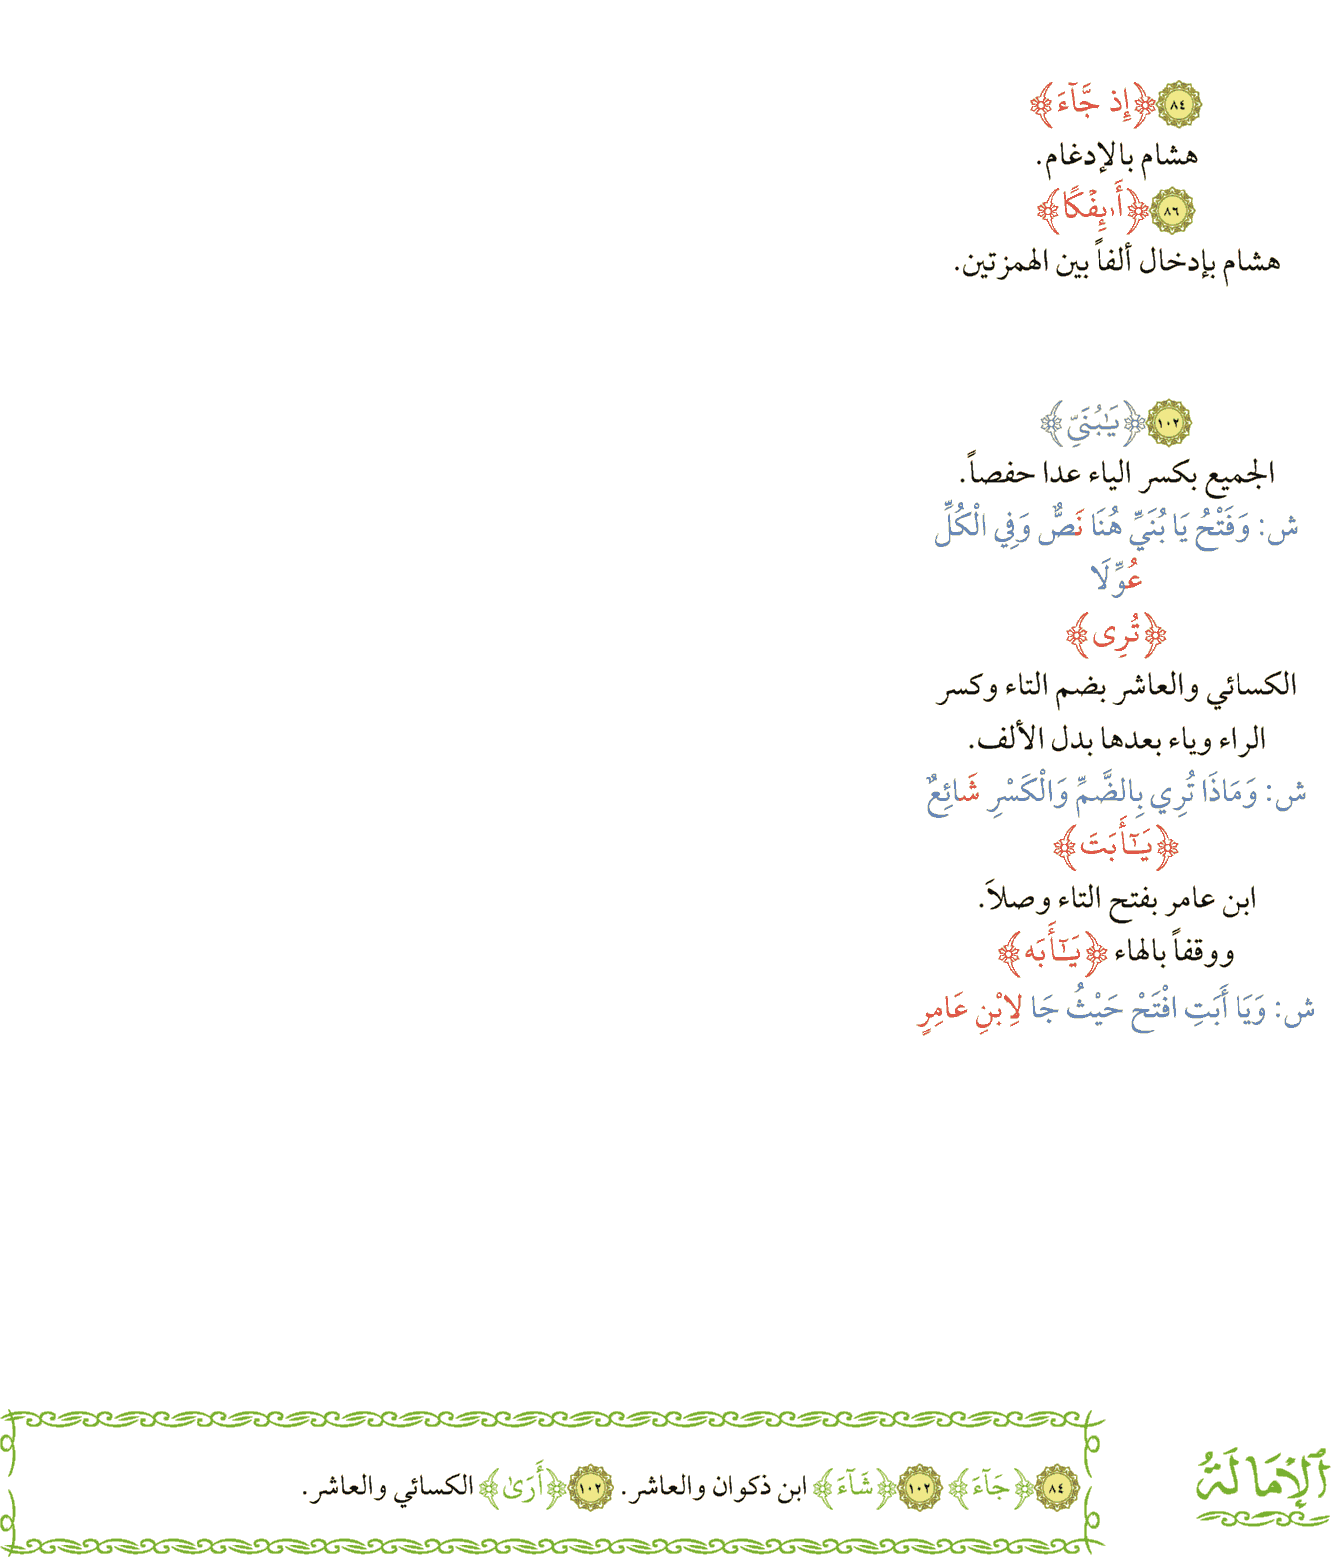 ٨٤ ﴿إِذ جَّآءَ﴾
هشام بالإدغام.
٨٦ ﴿أَٰىِٕفۡكًا﴾
هشام بإدخال ألفاً بين الهمزتين.
١٠٢ ﴿يَٰبُنَيِّ﴾
الجميع بكسر الياء عدا حفصاً.
ش: وَفَتْحُ يَا بُنَيِّ هُنَا نَصٌّ وَفِي الْكُلِّ
عُوِّلَا
﴿تُرِى﴾
الكسائي والعاشر بضم التاء وكسر
الراء وياء بعدها بدل الألف.
ش: وَمَاذَا تُرِي بِالضَّمِّ وَالْكَسْرِ شَائِعٌ
﴿يَٰٓأَبَتَ﴾
ابن عامر بفتح التاء وصلاَ.
ووقفاً بالهاء ﴿يَٰٓأَبَه﴾
ش: وَيَا أَبَتِ افْتَحْ حَيْثُ جَا لِابْنِ عَامِرٍ
ٱلْإِمَالَةُ
٨٤ ﴿جَآءَ﴾ ١٠٢ ﴿شَآءَ﴾ ابن ذكوان والعاشر. ١٠٢ ﴿أَرَىٰ﴾ الكسائي والعاشر.